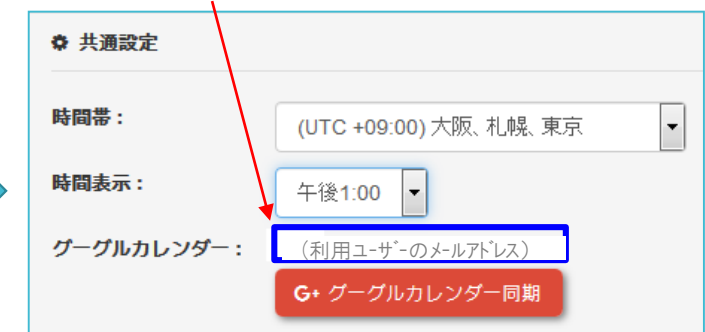 共通設定
時間帯：
(UTC +09:00) 大阪、札幌、東京
時間表示：
午後1:00
グーグルカレンダー：
（利用ﾕｰｻﾞｰのﾒｰﾙｱﾄﾞﾚｽ）
G+ グーグルカレンダー同期